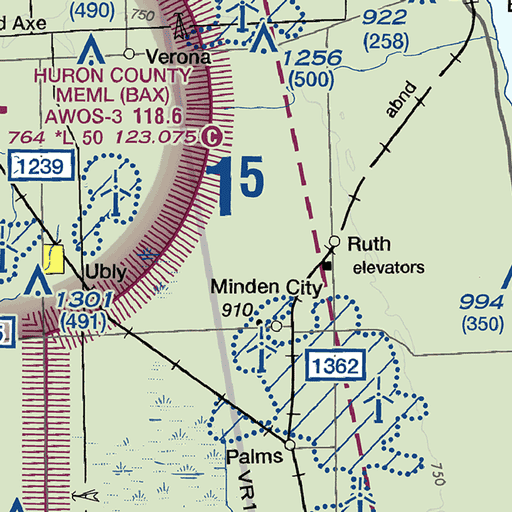 (490)
750
922
(258)
d Axe
Verona
1256
(500)
HURON COUNTY
MEML (BAX)
AWOS-3 118.6
764 *L 50 123.075 C
abnd
1239
15
Ruth
elevators
Ubly
Minden City
1301
(491)
910
994
(350)
5
1362
Palms
750
VR1